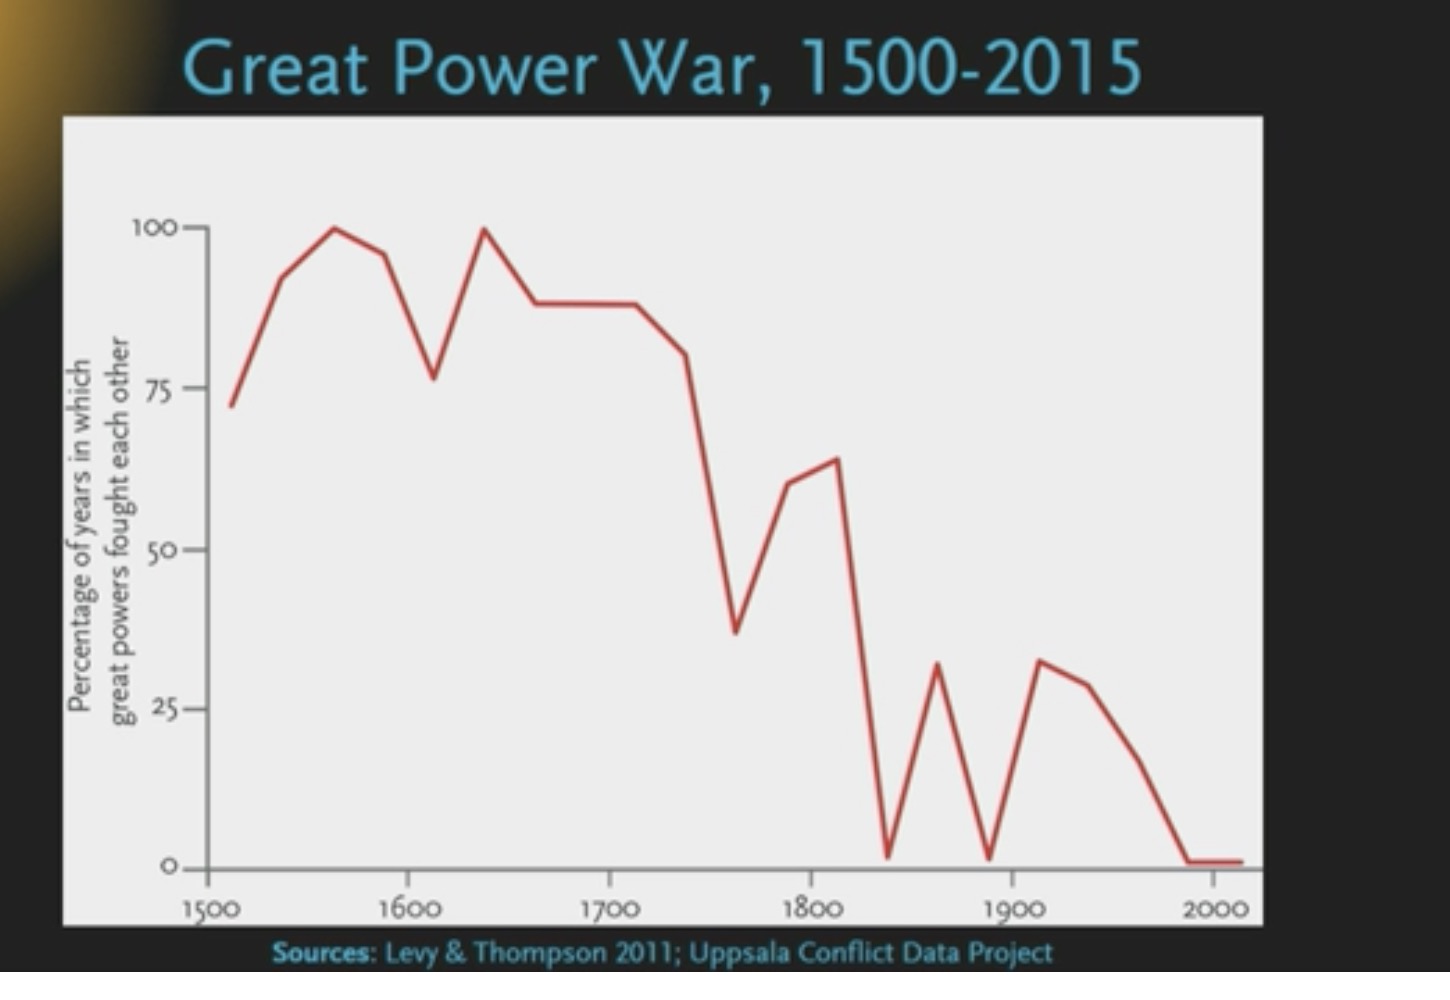 Great Power War, 1500-2015
Percentage of years in which
great powers fought each other
100
75
50
25
0
1500 1600 1700 1800 1900 2000
Sources: Levy & Thompson 2011; Uppsala Conflict Data Project